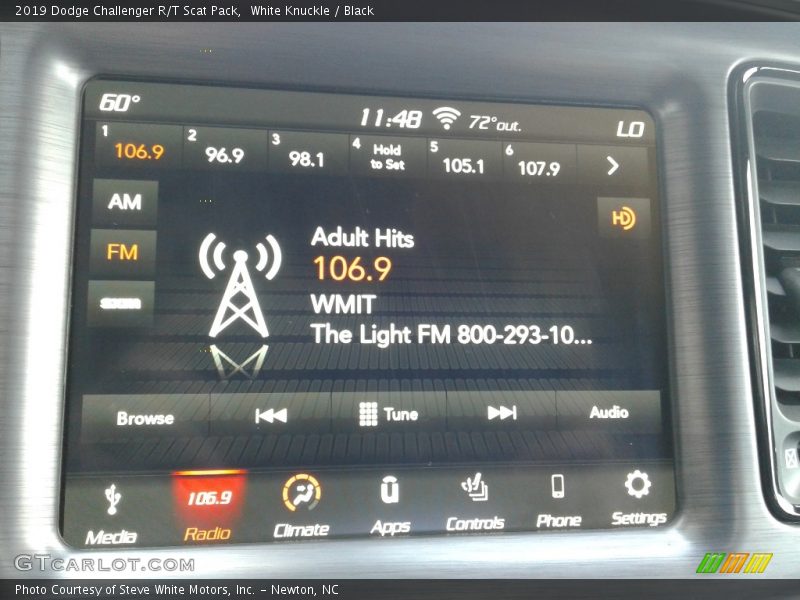 2019 Dodge Challenger R/T Scat Pack, White Knuckle / Black
60° 11:48 72°out. LO
1 106.9 2 96.9 3 98.1 4 Hold to Set 5 105.1 6 107.9
AM
HD
FM
Adult Hits
106.9
WMIT
The Light FM 800-293-10...
Browse Tune Audio
106.9
Media Radio Climate Apps Controls Phone Settings
GTCARLOT.COM
Photo Courtesy of Steve White Motors, Inc. – Newton, NC